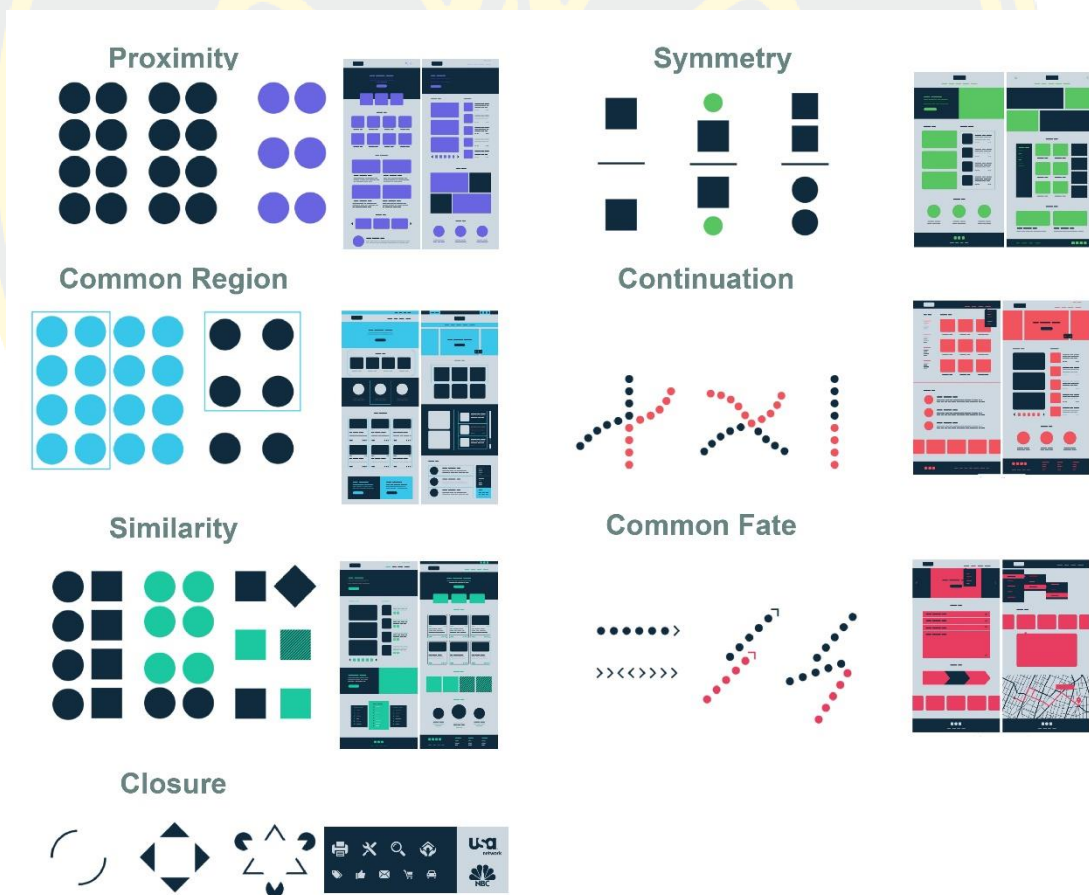 Proximity
Symmetry
Common Region
Continuation
Similarity
Common Fate
Closure
usa
network
NBC